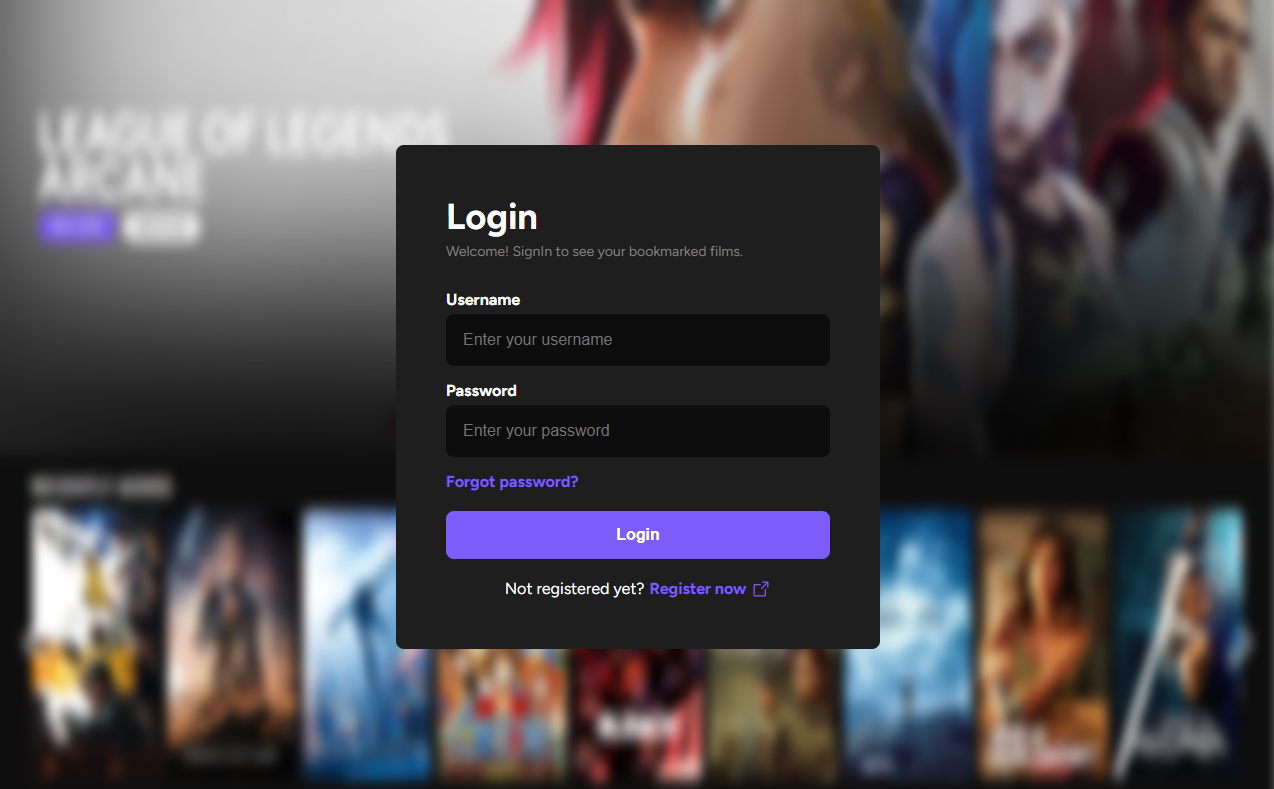 LEAGUE OF LEGENDS
ARCANE
Login
Welcome! SignIn to see your bookmarked films.
Username
Enter your username
Password
Enter your password
Forgot password?
Login
Not registered yet? Register now